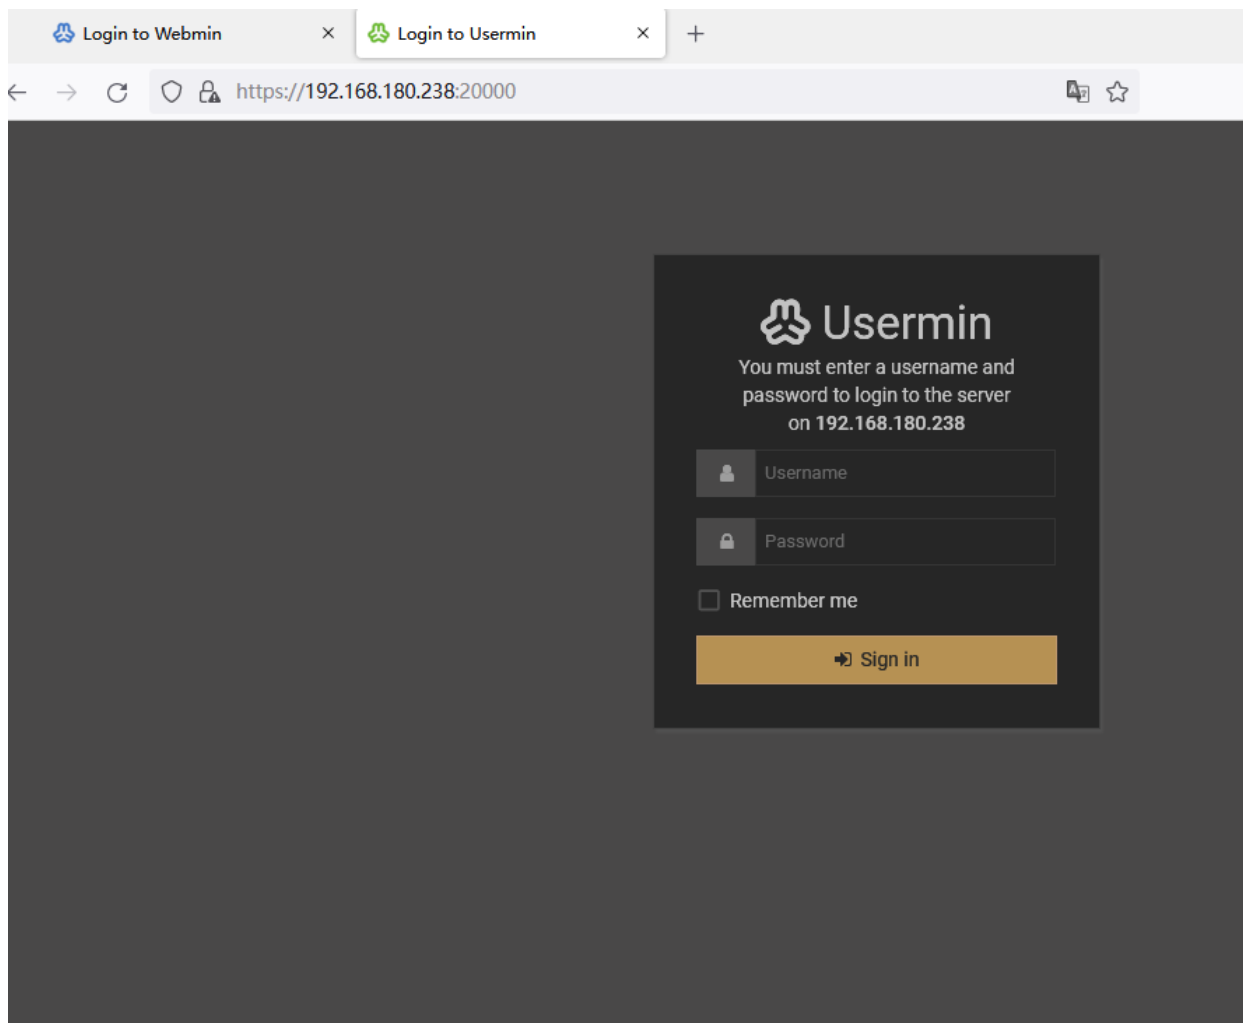 Login to Webmin
Login to Usermin
https://192.168.180.238:20000
Usermin
You must enter a username and
password to login to the server
on 192.168.180.238
Username
Password
Remember me
Sign in